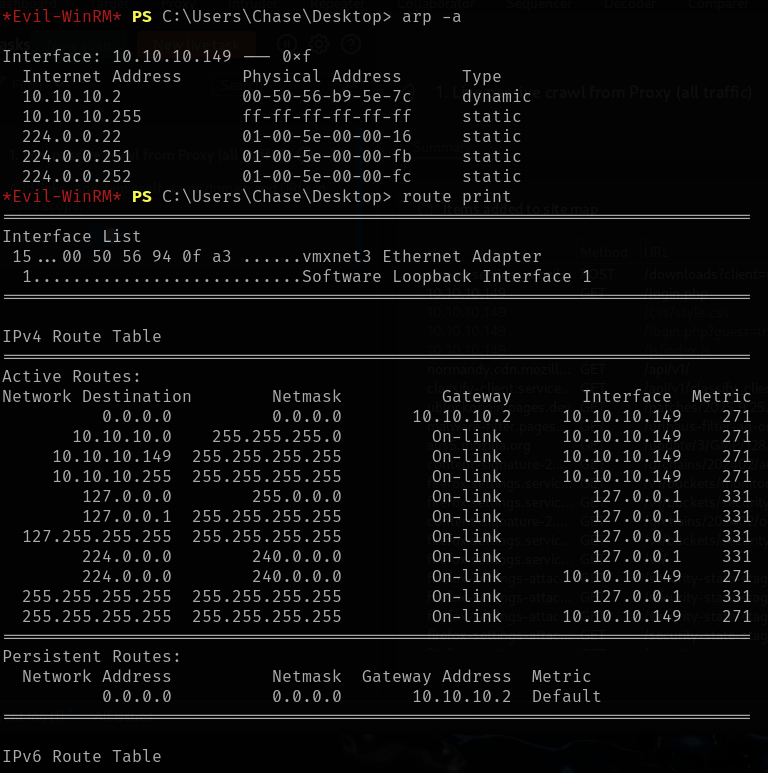 *Evil-WinRM* PS C:\Users\Chase\Desktop> arp -a
Interface: 10.10.10.149 --- 0xf
  Internet Address      Physical Address      Type
  10.10.10.2            00-50-56-b9-5e-7c     dynamic
  10.10.10.255          ff-ff-ff-ff-ff-ff     static
  224.0.0.22            01-00-5e-00-00-16     static
  224.0.0.251           01-00-5e-00-00-fb     static
  224.0.0.252           01-00-5e-00-00-fc     static
*Evil-WinRM* PS C:\Users\Chase\Desktop> route print
===========================================================================
Interface List
 15...00 50 56 94 0f a3 ......vmxnet3 Ethernet Adapter
  1...........................Software Loopback Interface 1
===========================================================================
IPv4 Route Table
===========================================================================
Active Routes:
Network Destination        Netmask          Gateway       Interface  Metric
          0.0.0.0          0.0.0.0       10.10.10.2     10.10.10.149    271
       10.10.10.0    255.255.255.0         On-link      10.10.10.149    271
     10.10.10.149  255.255.255.255         On-link      10.10.10.149    271
     10.10.10.255  255.255.255.255         On-link      10.10.10.149    271
        127.0.0.0        255.0.0.0         On-link         127.0.0.1    331
        127.0.0.1  255.255.255.255         On-link         127.0.0.1    331
  127.255.255.255  255.255.255.255         On-link         127.0.0.1    331
        224.0.0.0        240.0.0.0         On-link         127.0.0.1    331
        224.0.0.0        240.0.0.0         On-link      10.10.10.149    271
  255.255.255.255  255.255.255.255         On-link         127.0.0.1    331
  255.255.255.255  255.255.255.255         On-link      10.10.10.149    271
===========================================================================
Persistent Routes:
  Network Address          Netmask  Gateway Address  Metric
          0.0.0.0          0.0.0.0       10.10.10.2  Default
===========================================================================
IPv6 Route Table